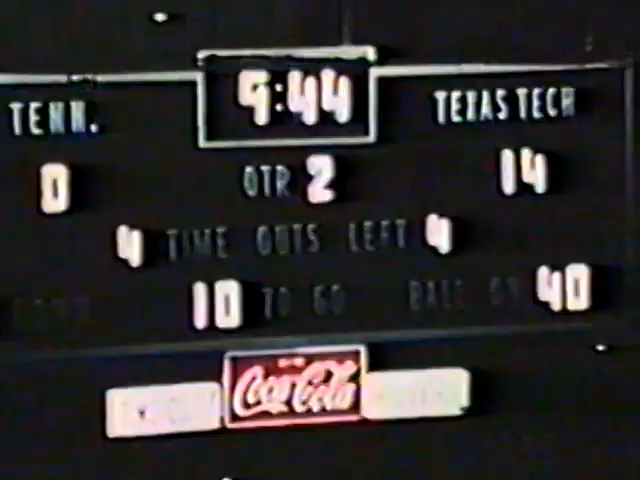 TENN. 9:44 TEXAS TECH
0 QTR 2 14
4 TIME OUTS LEFT 4
10 TO GO BALL ON 40
Coca-Cola